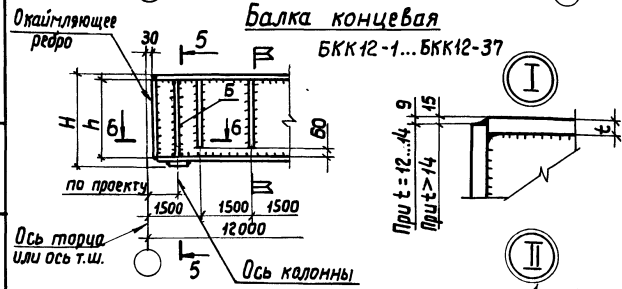 Балка концевая
БКК12-1...БКК12-37
Окаймляющее
ребро
30
5
Б
I
H
h
Б
6
6
60
по проекту
1500
1500
1500
12000
Ось торца
или ось т.ш.
5
Ось колонны
9
15
t
При t=12...14
При t>14
II